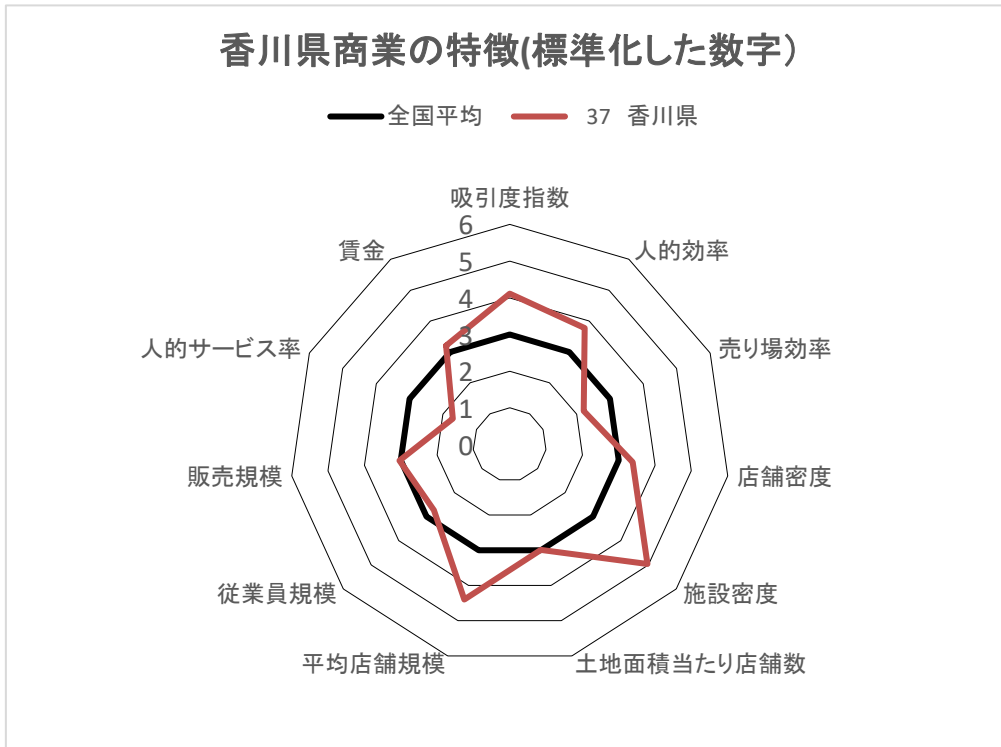 香川県商業の特徴(標準化した数字）
全国平均
37 香川県
吸引度指数
人的効率
売り場効率
店舗密度
施設密度
土地面積当たり店舗数
平均店舗規模
従業員規模
販売規模
人的サービス率
賃金
6
5
4
3
2
1
0